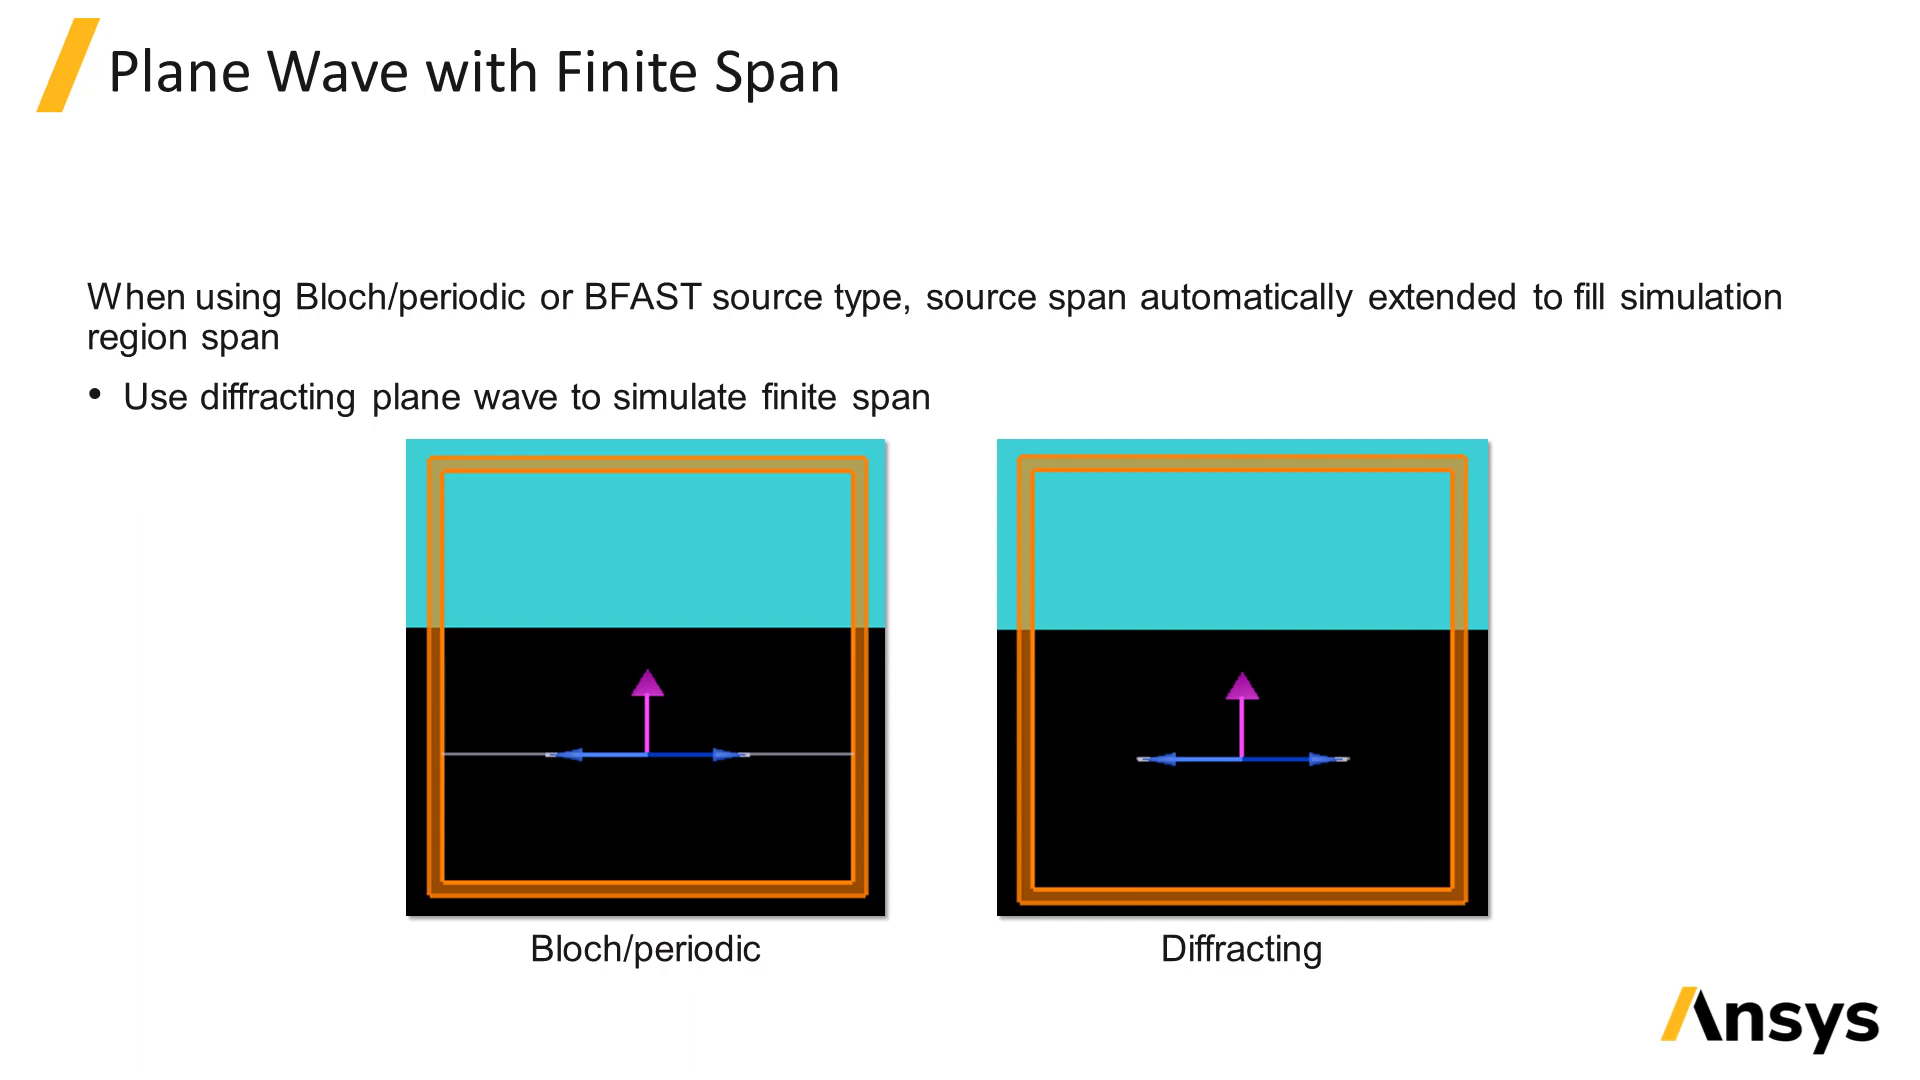 Plane Wave with Finite Span
When using Bloch/periodic or BFAST source type, source span automatically extended to fill simulation
region span
• Use diffracting plane wave to simulate finite span
Bloch/periodic
Diffracting
Ansys